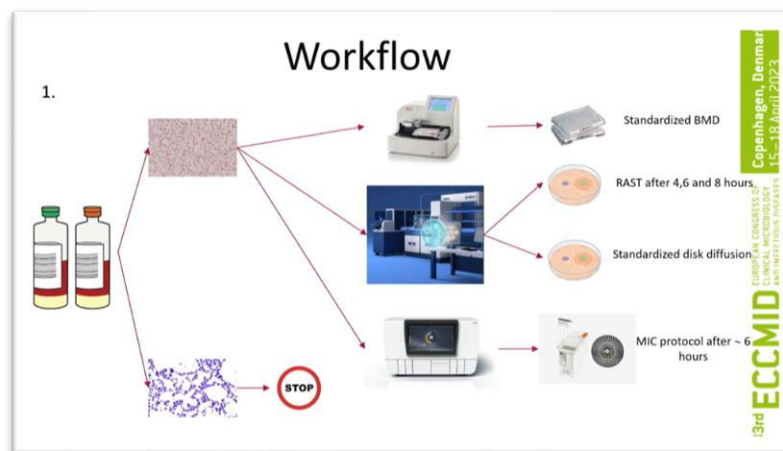 Workflow
1.
Standardized BMD
RAST after 4,6 and 8 hours
Standardized disk diffusion
MIC protocol after ~ 6
hours
STOP
Copenhagen, Denmar
15–18 April 2023
33rd ECCMID
EUROPEAN CONGRESS OF
CLINICAL MICROBIOLOGY
AND INFECTIOUS DISEASES